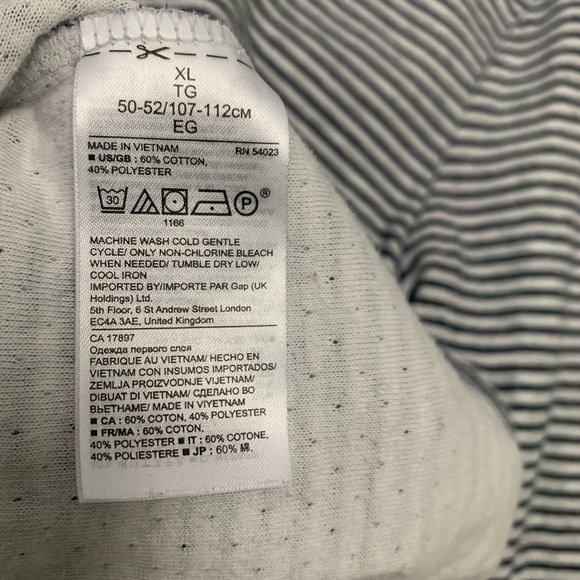 XL
TG
50-52/107-112CM
EG
MADE IN VIETNAM RN 54023
■ US/GB : 60% COTTON,
40% POLYESTER
30 P ®
1166
MACHINE WASH COLD GENTLE
CYCLE/ ONLY NON-CHLORINE BLEACH
WHEN NEEDED/ TUMBLE DRY LOW/
COOL IRON
IMPORTED BY/IMPORTE PAR Gap (UK
Holdings) Ltd.
5th Floor, 6 St Andrew Street London
EC4A 3AE, United Kingdom
CA 17897
Одежда первого слоя
FABRIQUE AU VIETNAM/ HECHO EN
VIETNAM CON INSUMOS IMPORTADOS/
ZEMLJA PROIZVODNJE VIJETNAM/
DIBUAT DI VIETNAM/ СДЕЛАНО ВО
ВЬЕТНАМЕ/ MADE IN VIYETNAM
■ CA : 60% COTON, 40% POLYESTER
■ FR/MA : 60% COTON,
40% POLYESTER ■ IT : 60% COTONE,
40% POLIESTERE ■ JP : 60% 綿,